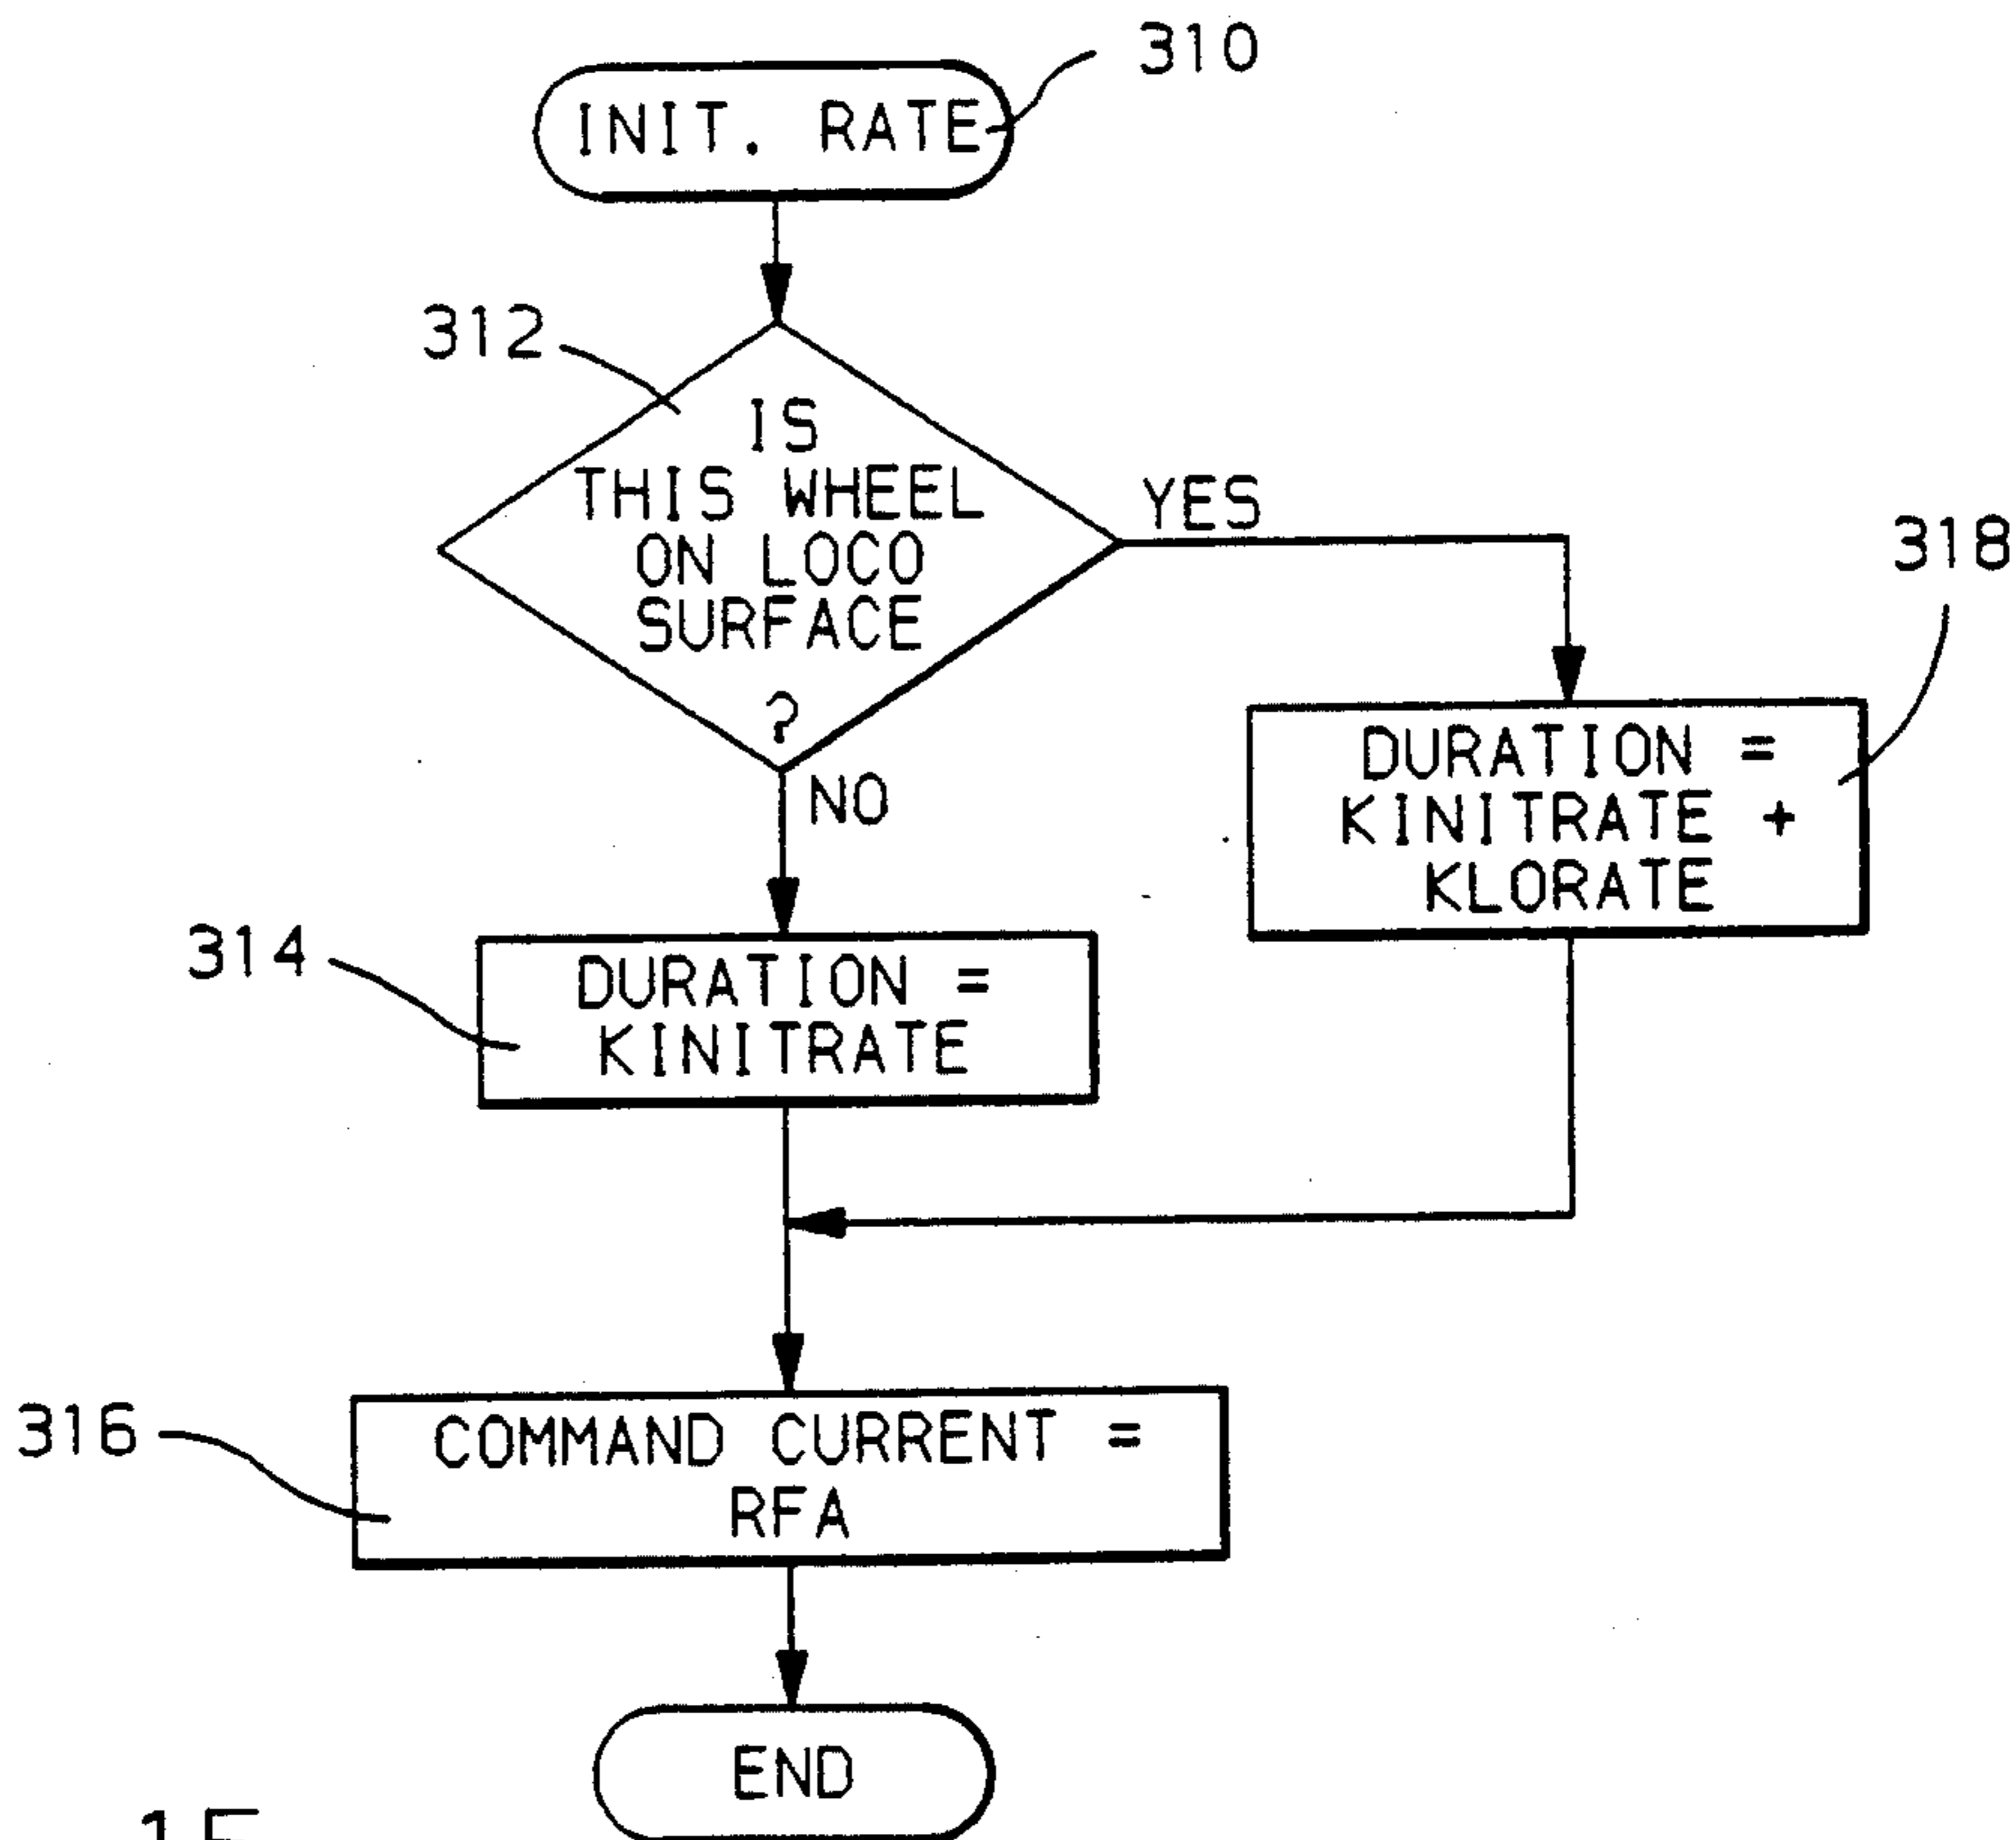 310
INIT. RATE
312
IS
THIS WHEEL
ON LOCO
SURFACE
?
YES
NO
318
DURATION =
KINITRATE +
KLORATE
314
DURATION =
KINITRATE
316
COMMAND CURRENT =
RFA
END